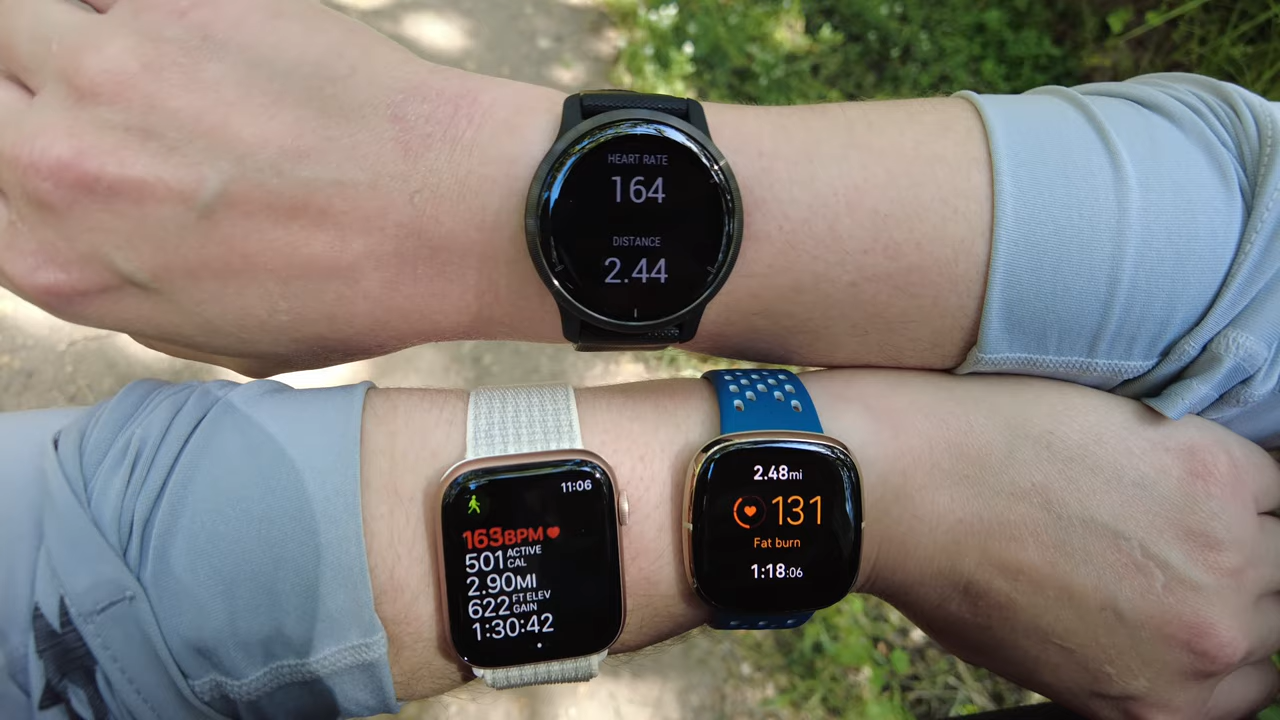 HEART RATE
164
DISTANCE
2.44
11:06
163BPM
501 ACTIVE CAL
2.90MI
622 FT ELEV GAIN
1:30:42
2.48mi
131
Fat burn
1:18:06